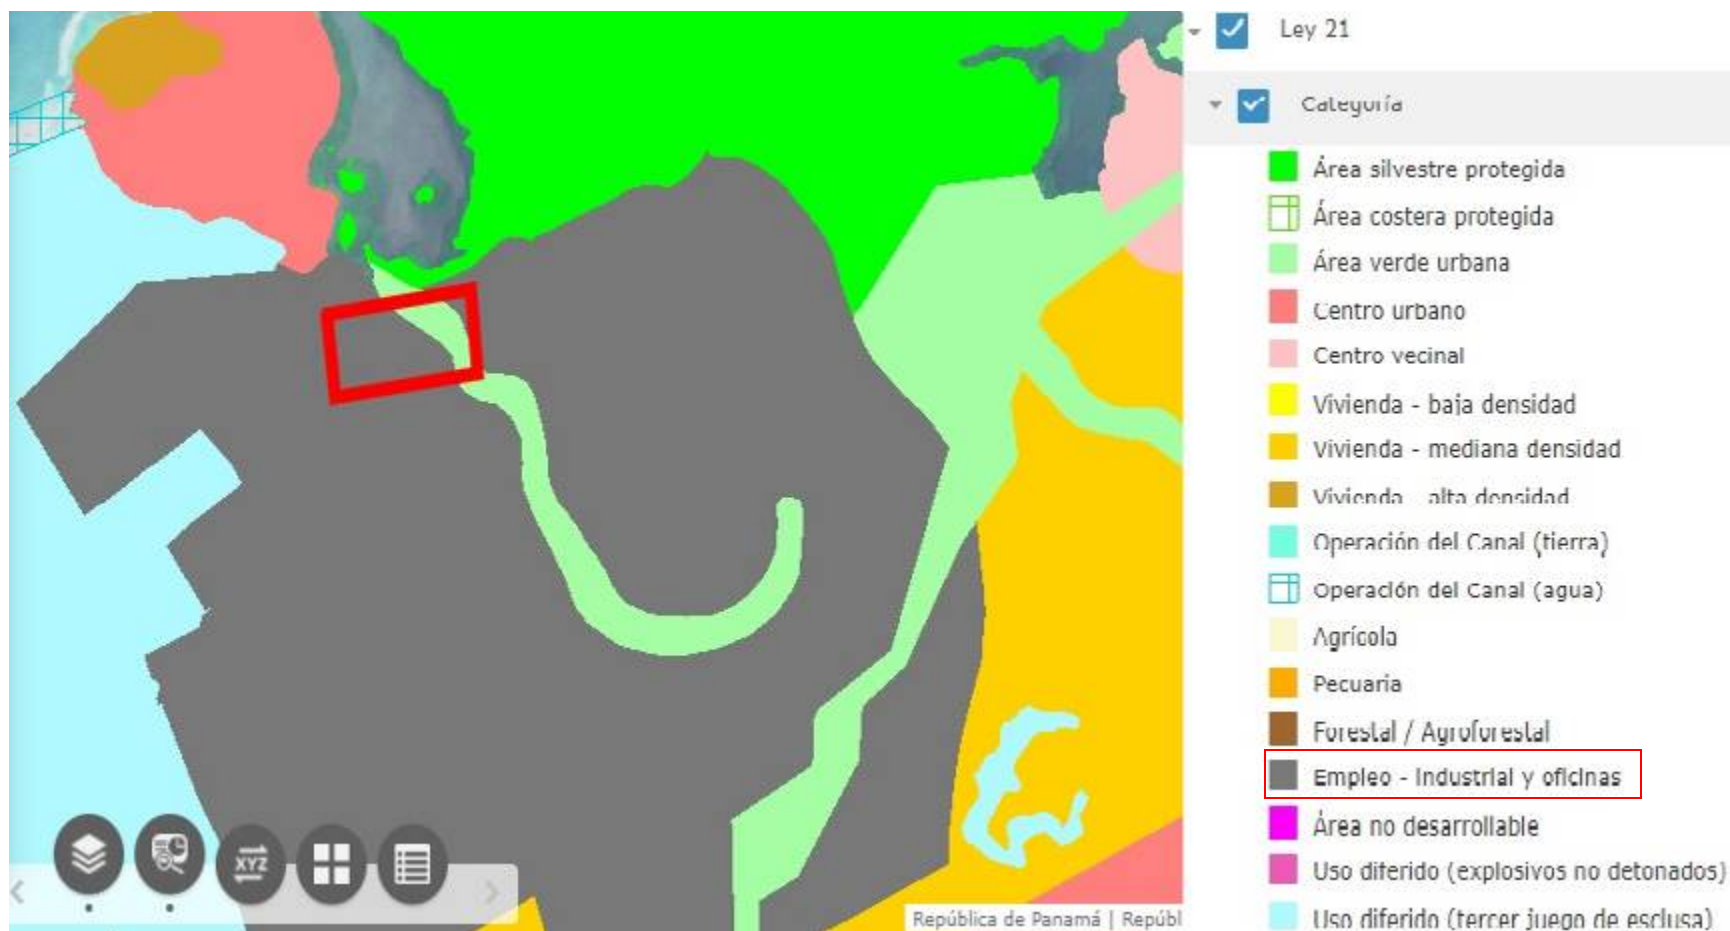 Ley 21
Categoría
Área silvestre protegida
Área costera protegida
Área verde urbana
Centro urbano
Centro vecinal
Vivienda - baja densidad
Vivienda - mediana densidad
Vivienda - alta densidad
Operación del Canal (tierra)
Operación del Canal (agua)
Agrícola
Pecuaria
Forestal / Agroforestal
Empleo - industrial y oficinas
Área no desarrollable
Uso diferido (explosivos no detonados)
Uso diferido (tercer juego de esclusa)
XYZ
República de Panamá | Repúbl